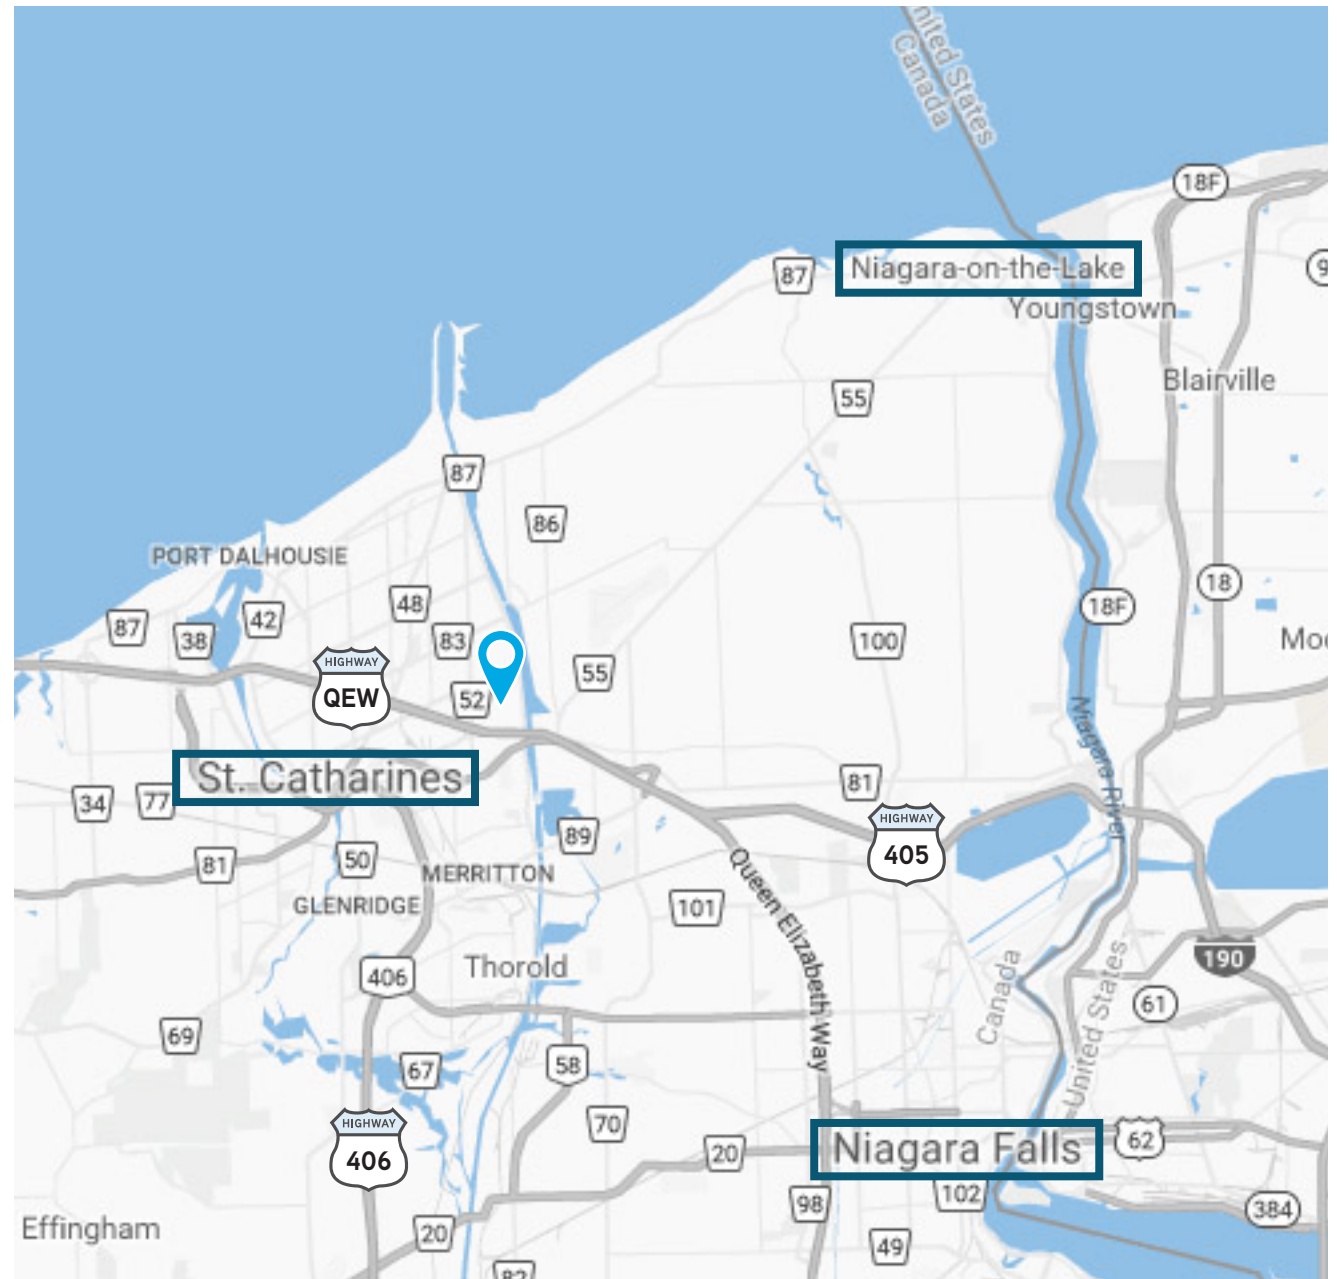 United States
Canada
18F
Niagara-on-the-Lake
87
9
Youngstown
Blairville
55
87
86
PORT DALHOUSIE
18
48
18F
42
87
38
83
100
HIGHWAY
QEW
55
52
Niagara River
St. Catharines
81
34
77
HIGHWAY
405
89
50
81
MERRITTON
Queen Elizabeth Way
GLENRIDGE
101
190
Thorold
406
Canada
United States
61
69
58
67
70
HIGHWAY
406
62
Niagara Falls
20
102
98
384
Effingham
20
49
82